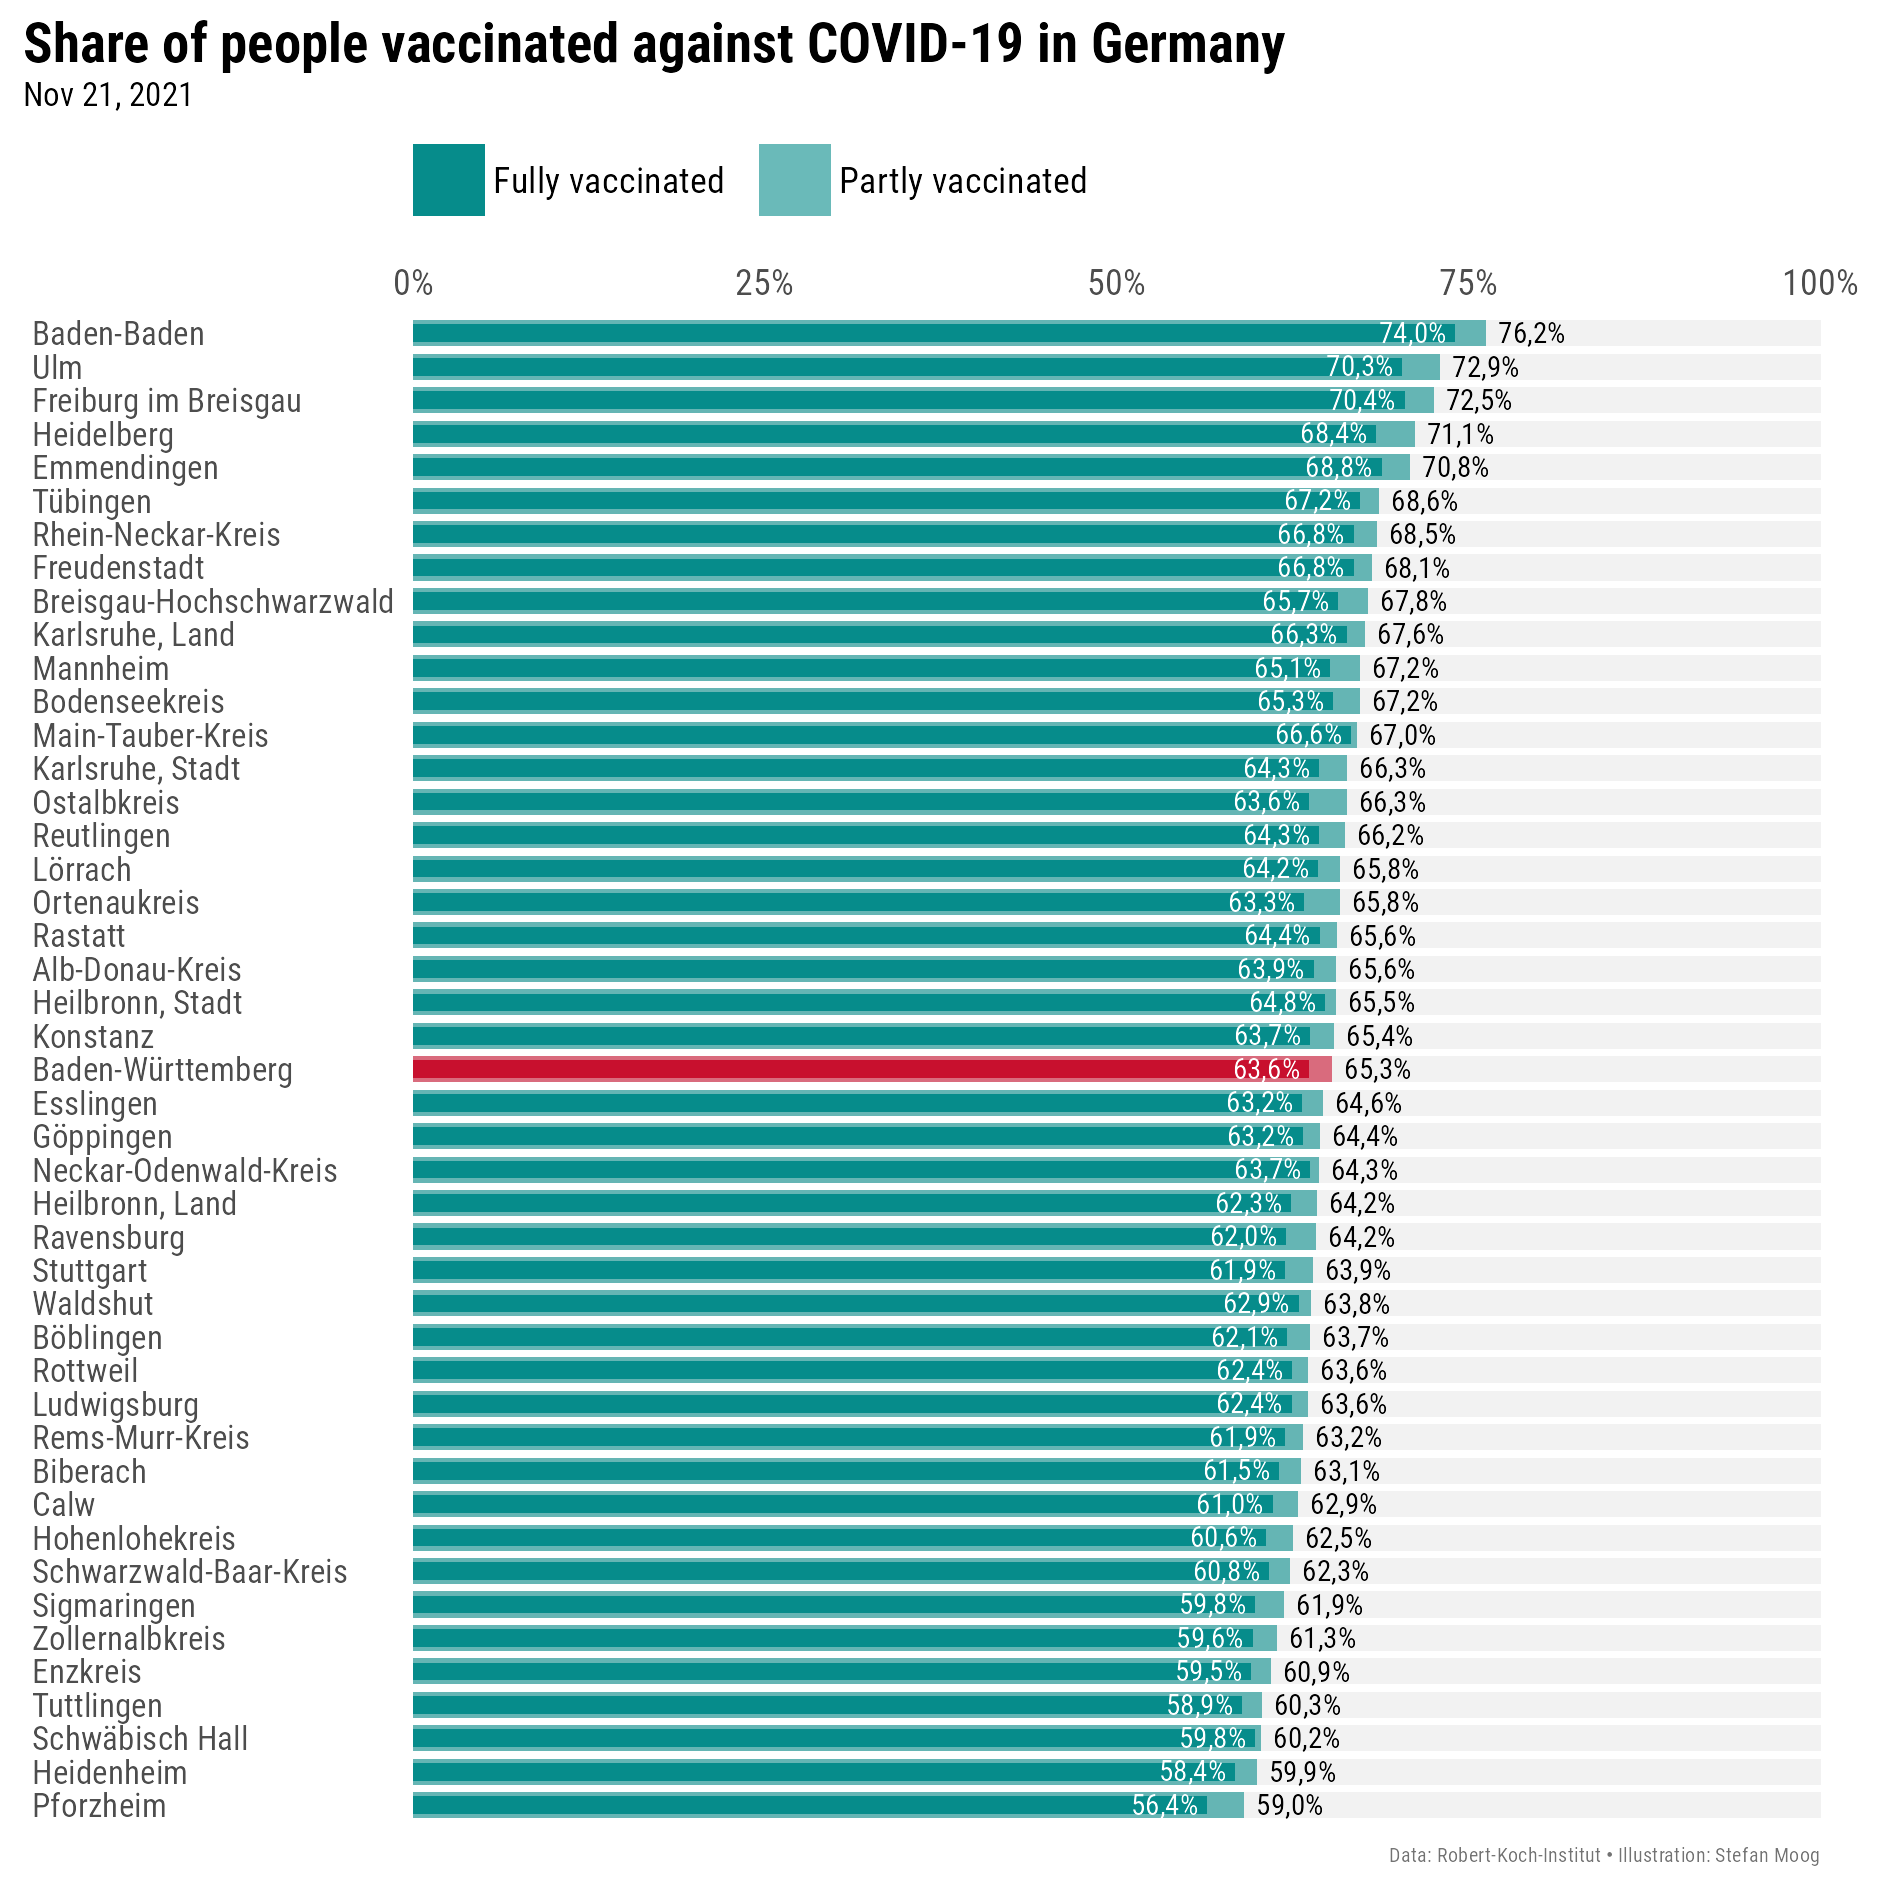 Share of people vaccinated against COVID-19 in Germany
Nov 21, 2021
Fully vaccinated Partly vaccinated
0% 25% 50% 75% 100%
Baden-Baden 74,0% 76,2%
Ulm 70,3% 72,9%
Freiburg im Breisgau 70,4% 72,5%
Heidelberg 68,4% 71,1%
Emmendingen 68,8% 70,8%
Tübingen 67,2% 68,6%
Rhein-Neckar-Kreis 66,8% 68,5%
Freudenstadt 66,8% 68,1%
Breisgau-Hochschwarzwald 65,7% 67,8%
Karlsruhe, Land 66,3% 67,6%
Mannheim 65,1% 67,2%
Bodenseekreis 65,3% 67,2%
Main-Tauber-Kreis 66,6% 67,0%
Karlsruhe, Stadt 64,3% 66,3%
Ostalbkreis 63,6% 66,3%
Reutlingen 64,3% 66,2%
Lörrach 64,2% 65,8%
Ortenaukreis 63,3% 65,8%
Rastatt 64,4% 65,6%
Alb-Donau-Kreis 63,9% 65,6%
Heilbronn, Stadt 64,8% 65,5%
Konstanz 63,7% 65,4%
Baden-Württemberg 63,6% 65,3%
Esslingen 63,2% 64,6%
Göppingen 63,2% 64,4%
Neckar-Odenwald-Kreis 63,7% 64,3%
Heilbronn, Land 62,3% 64,2%
Ravensburg 62,0% 64,2%
Stuttgart 61,9% 63,9%
Waldshut 62,9% 63,8%
Böblingen 62,1% 63,7%
Rottweil 62,4% 63,6%
Ludwigsburg 62,4% 63,6%
Rems-Murr-Kreis 61,9% 63,2%
Biberach 61,5% 63,1%
Calw 61,0% 62,9%
Hohenlohekreis 60,6% 62,5%
Schwarzwald-Baar-Kreis 60,8% 62,3%
Sigmaringen 59,8% 61,9%
Zollernalbkreis 59,6% 61,3%
Enzkreis 59,5% 60,9%
Tuttlingen 58,9% 60,3%
Schwäbisch Hall 59,8% 60,2%
Heidenheim 58,4% 59,9%
Pforzheim 56,4% 59,0%
Data: Robert-Koch-Institut • Illustration: Stefan Moog